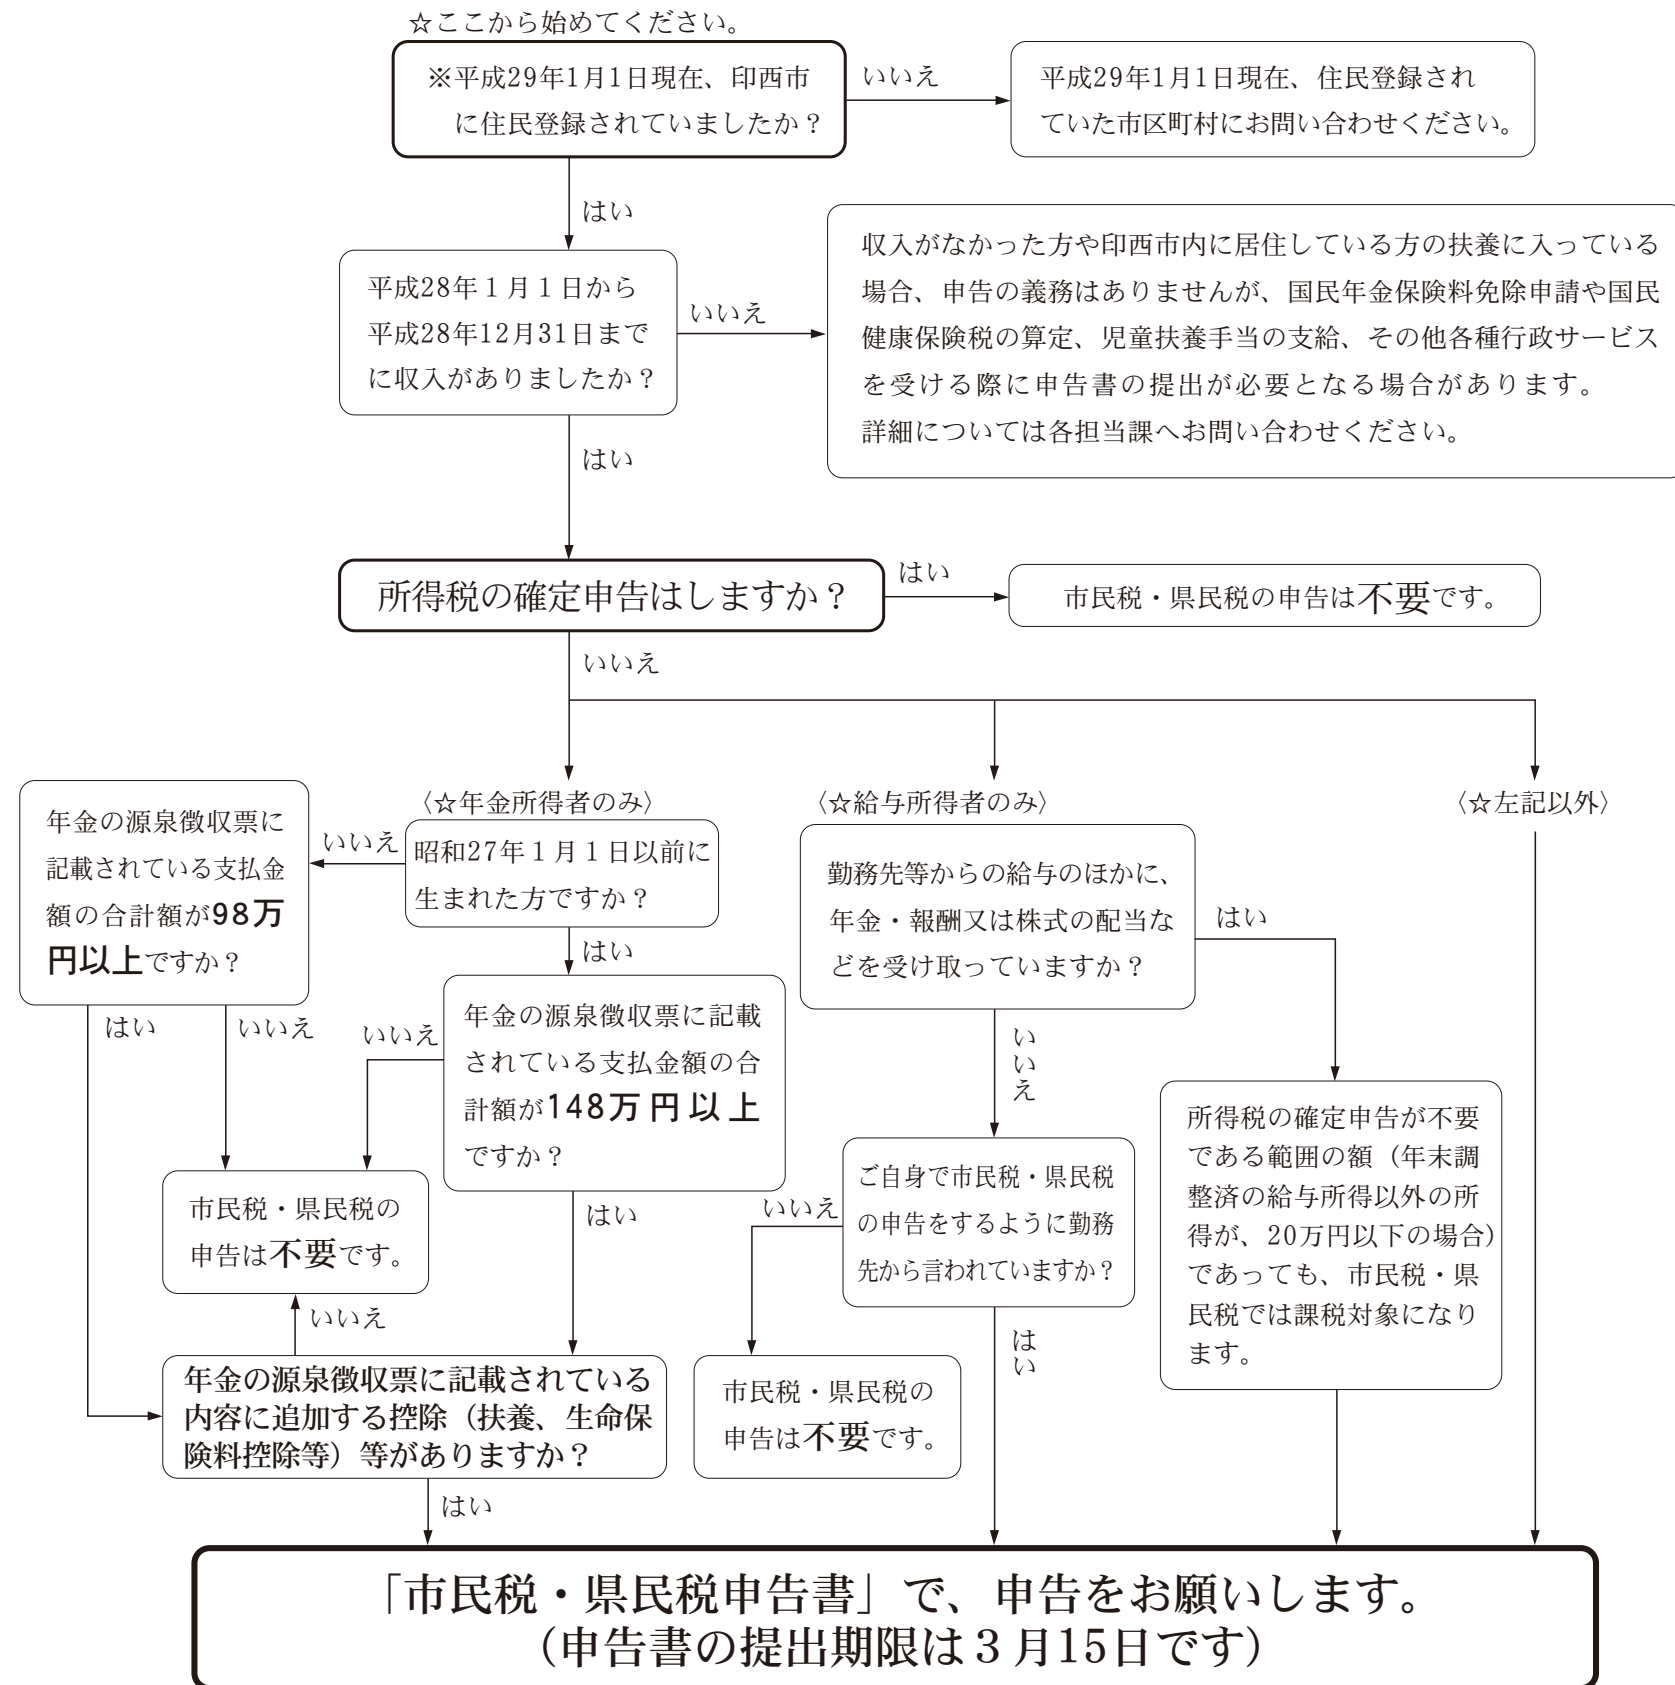 ☆ここから始めてください。
※平成29年1月1日現在、印西市
に住民登録されていましたか？
いいえ
平成29年1月1日現在、住民登録され
ていた市区町村にお問い合わせください。
はい
平成28年１月１日から
平成28年12月31日まで
に収入がありましたか？
いいえ
収入がなかった方や印西市内に居住している方の扶養に入っている
場合、申告の義務はありませんが、国民年金保険料免除申請や国民
健康保険税の算定、児童扶養手当の支給、その他各種行政サービス
を受ける際に申告書の提出が必要となる場合があります。
詳細については各担当課へお問い合わせください。
はい
所得税の確定申告はしますか？
はい
市民税・県民税の申告は不要です。
いいえ
〈☆年金所得者のみ〉
〈☆給与所得者のみ〉
〈☆左記以外〉
昭和27年１月１日以前に
生まれた方ですか？
いいえ
年金の源泉徴収票に
記載されている支払金
額の合計額が98万
円以上ですか？
はい
いいえ
はい
年金の源泉徴収票に記載
されている支払金額の合
計額が148万円以上
ですか？
いいえ
はい
市民税・県民税の
申告は不要です。
いいえ
年金の源泉徴収票に記載されている
内容に追加する控除（扶養、生命保
険料控除等）等がありますか？
はい
勤務先等からの給与のほかに、
年金・報酬又は株式の配当な
どを受け取っていますか？
はい
いいえ
ご自身で市民税・県民税
の申告をするように勤務
先から言われていますか？
いいえ
はい
市民税・県民税の
申告は不要です。
所得税の確定申告が不要
である範囲の額（年末調
整済の給与所得以外の所
得が、20万円以下の場合）
であっても、市民税・県
民税では課税対象になり
ます。
「市民税・県民税申告書」で、申告をお願いします。
（申告書の提出期限は３月15日です）